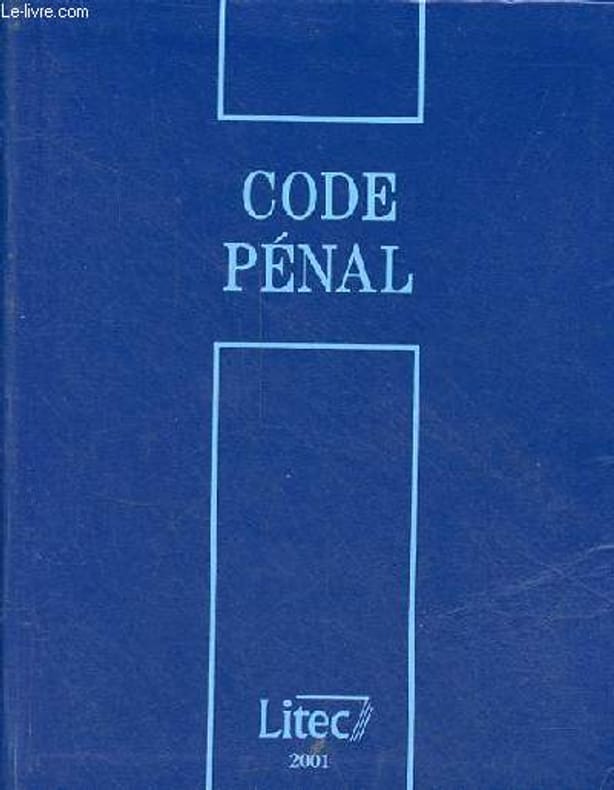 Le-livre.com
CODE
PÉNAL
Litec
2001